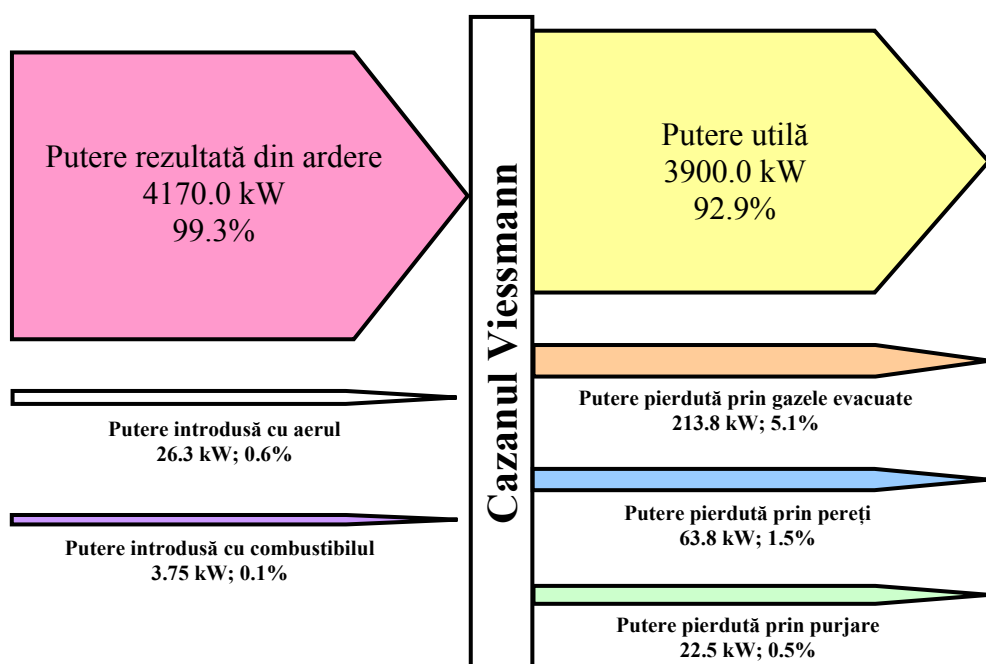 Putere rezultată din ardere
4170.0 kW
99.3%
Putere introdusă cu aerul
26.3 kW; 0.6%
Putere introdusă cu combustibilul
3.75 kW; 0.1%
Cazanul Viessmann
Putere utilă
3900.0 kW
92.9%
Putere pierdută prin gazele evacuate
213.8 kW; 5.1%
Putere pierdută prin pereți
63.8 kW; 1.5%
Putere pierdută prin purjare
22.5 kW; 0.5%